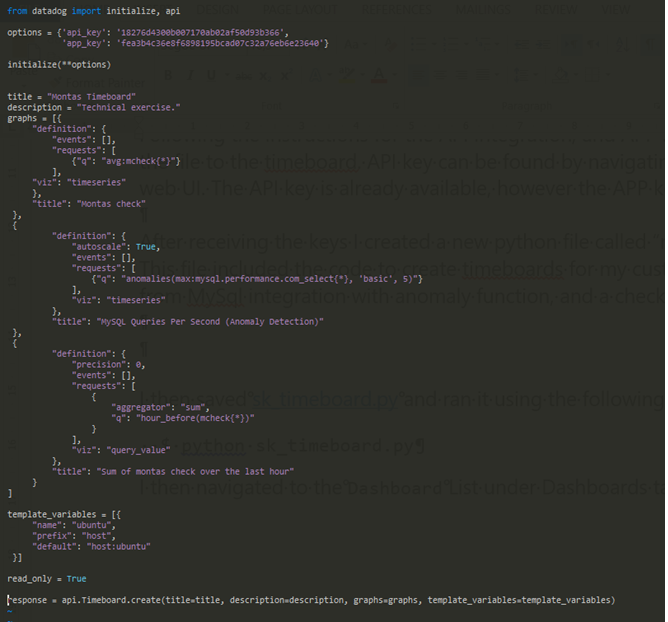 from datadog import initialize, api
options = {'api_key': '18276d4300b007170ab02af50d93b366',
'app_key': 'fea3b4c36e8f6898195bcad07c32a76eb6e23640'}
initialize(**options)
title = "Montas Timeboard"
description = "Technical exercise."
graphs = [{
"definition": {
"events": [],
"requests": [
{"q": "avg:mcheck{*}"}
],
"viz": "timeseries"
},
"title": "Montas check"
},
{
"definition": {
"autoscale": True,
"events": [],
"requests": [
{"q": "anomalies(max:mysql.performance.com_select{*}, 'basic', 5)"}
],
"viz": "timeseries"
},
"title": "MySQL Queries Per Second (Anomaly Detection)"
},
{
"definition": {
"precision": 0,
"events": [],
"requests": [
{
"aggregator": "sum",
"q": "hour_before(mcheck{*})"
}
],
"viz": "query_value"
},
"title": "Sum of montas check over the last hour"
}
]
template_variables = [{
"name": "ubuntu",
"prefix": "host",
"default": "host:ubuntu"
}]
read_only = True
response = api.Timeboard.create(title=title, description=description, graphs=graphs, template_variables=template_variables)
~
to the timeboard. API key can be found by navigatin
web UI. The API key is already available, however the APP K
After receiving the keys I created a new python file called
This file included the code to create timeboards for my cus
MySql integration with anomaly function, and a check
I then saved "sk_timeboard.py" and ran it using the followin
python sk_timeboard.py
I then navigated to the "Dashboard" List under Dashboards ta